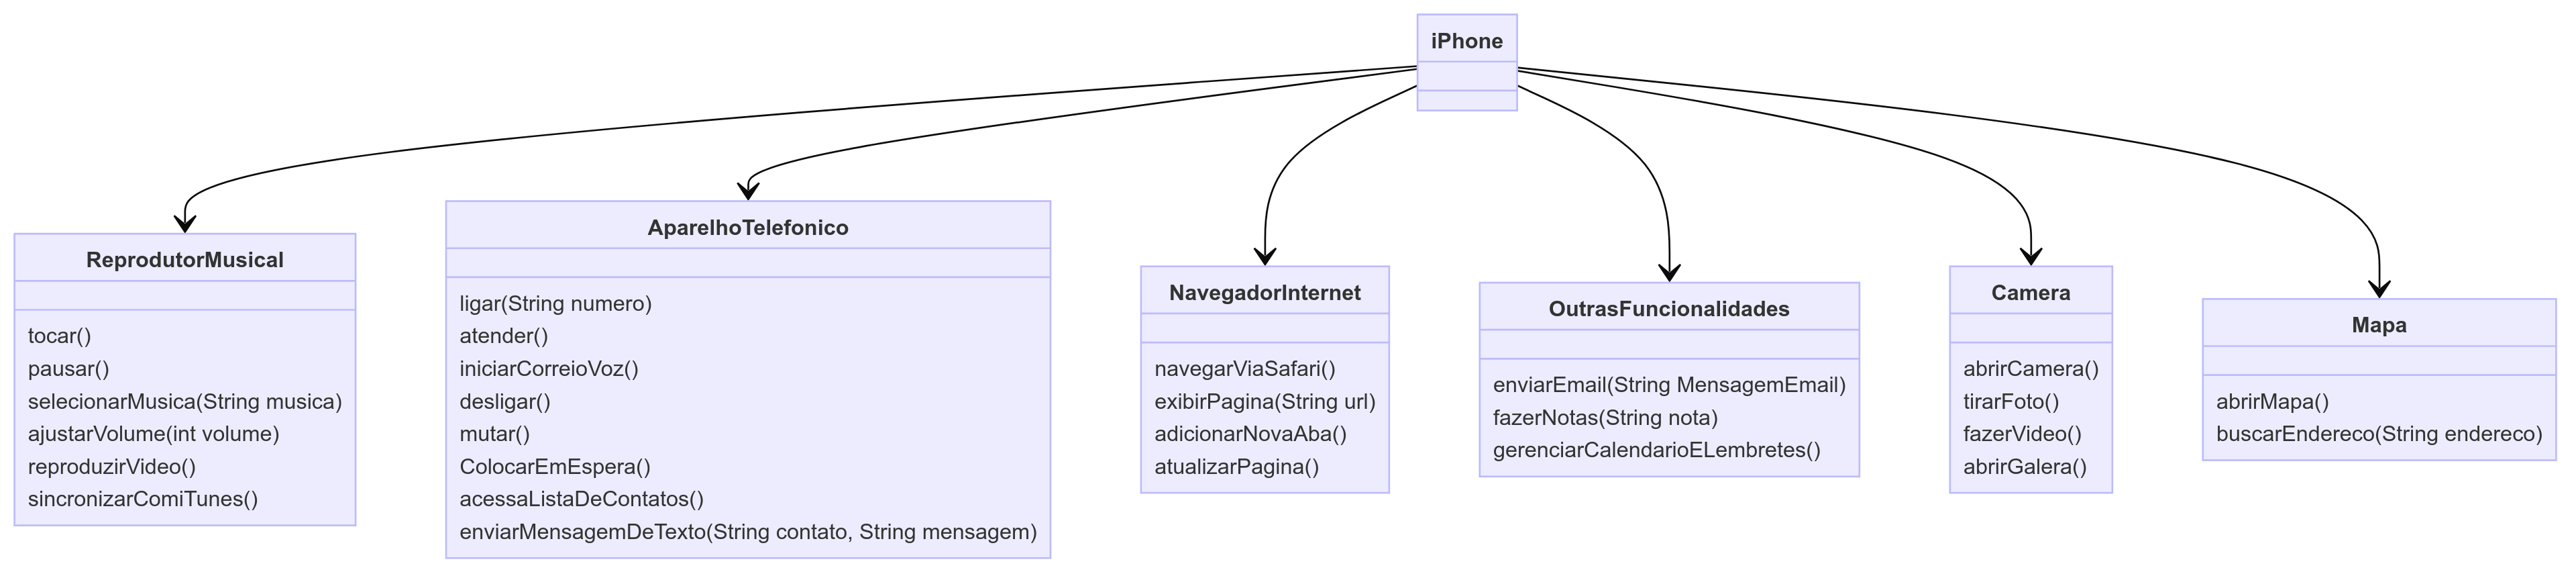 iPhone
ReprodutorMusical
tocar()
pausar()
selecionarMusica(String musica)
ajustarVolume(int volume)
reproduzirVideo()
sincronizarComiTunes()
AparelhoTelefonico
ligar(String numero)
atender()
iniciarCorreioVoz()
desligar()
mutar()
ColocarEmEspera()
acessaListaDeContatos()
enviarMensagemDeTexto(String contato, String mensagem)
NavegadorInternet
navegarViaSafari()
exibirPagina(String url)
adicionarNovaAba()
atualizarPagina()
OutrasFuncionalidades
enviarEmail(String MensagemEmail)
fazerNotas(String nota)
gerenciarCalendarioELembretes()
Camera
abrirCamera()
tirarFoto()
fazerVideo()
abrirGalera()
Mapa
abrirMapa()
buscarEndereco(String endereco)